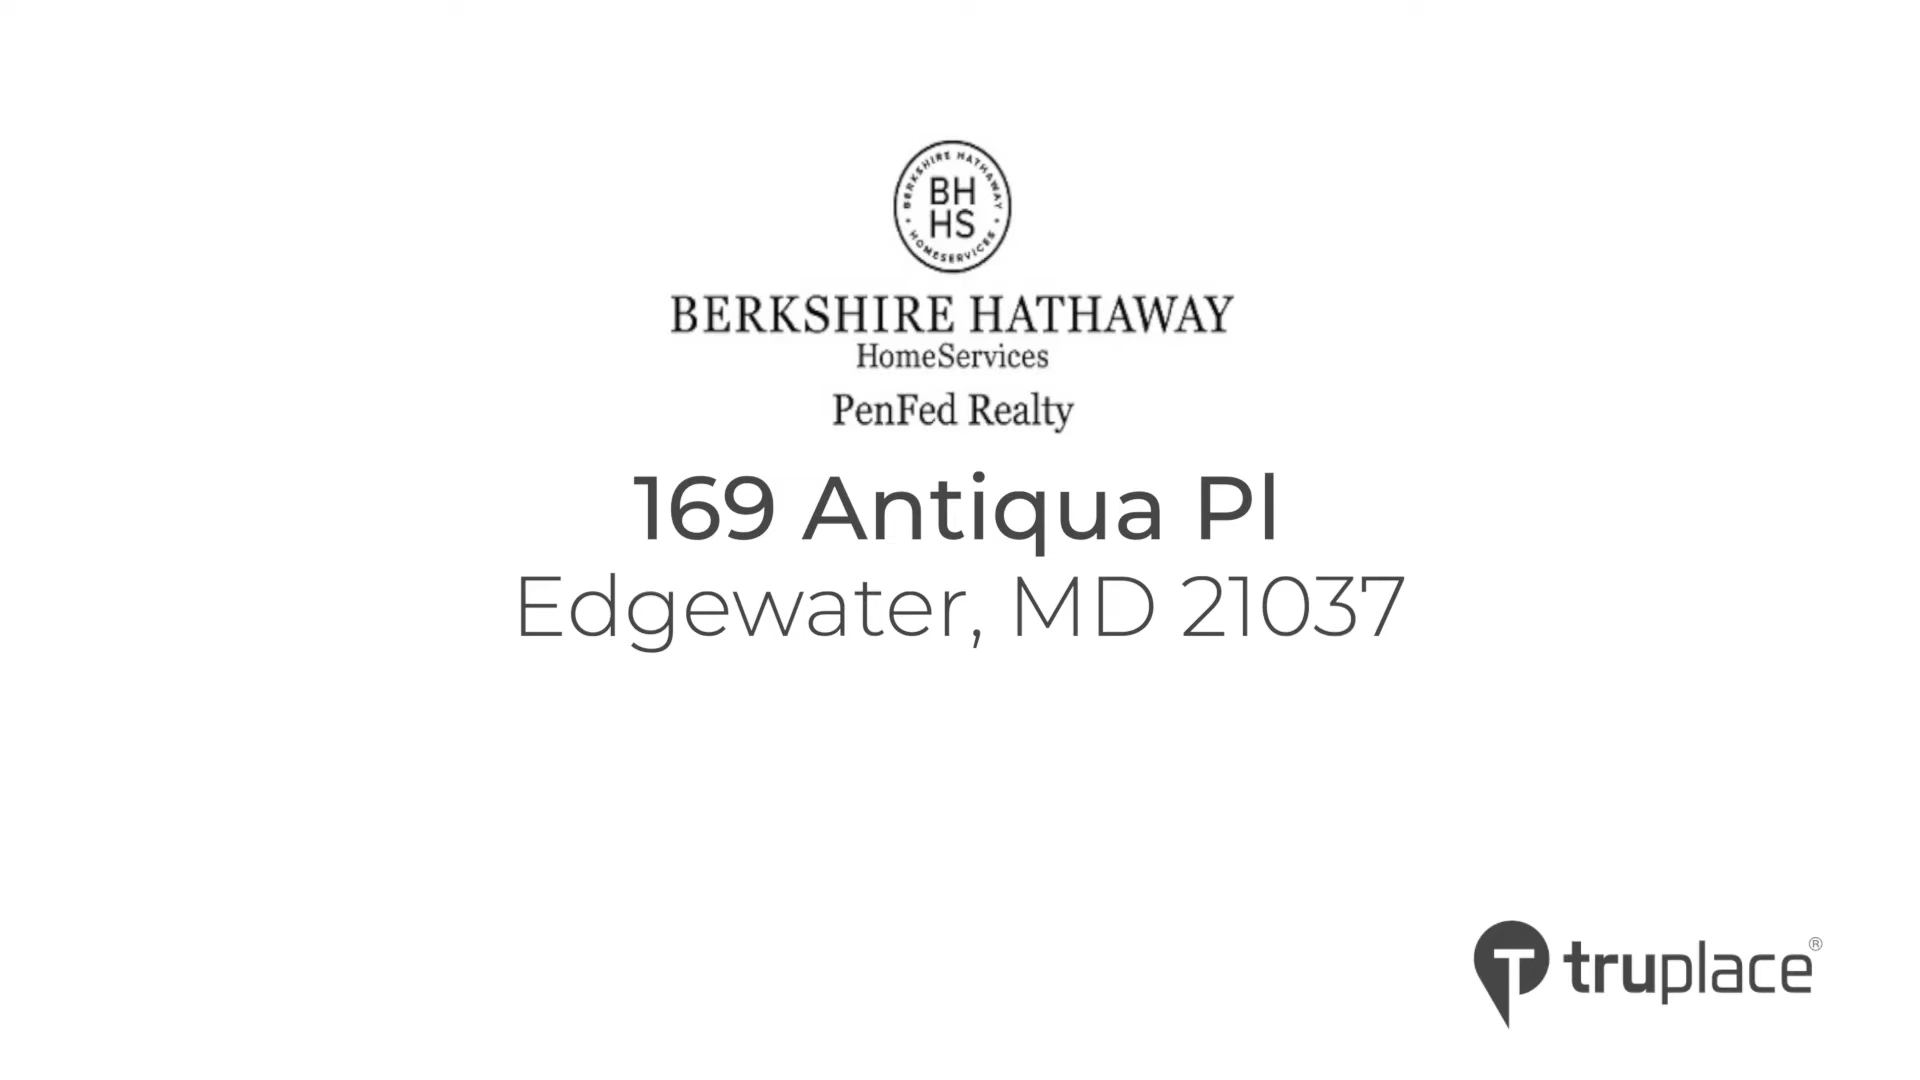 BERKSHIRE HATHAWAY
BH
HS
HOMESERVICES
BERKSHIRE HATHAWAY
HomeServices
PenFed Realty
169 Antiqua Pl
Edgewater, MD 21037
truplace®